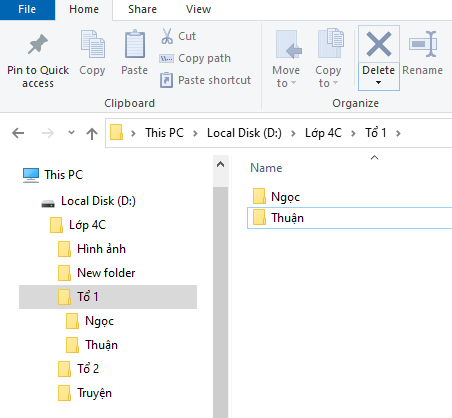 File Home Share View
Pin to Quick access
Copy
Paste
Cut
Copy path
Paste shortcut
Move to
Copy to
Delete
Rename
Clipboard
Organize
This PC > Local Disk (D:) > Lớp 4C > Tổ 1 >
This PC
Local Disk (D:)
Lớp 4C
Hình ảnh
New folder
Tổ 1
Ngọc
Thuận
Tổ 2
Truyện
Name
Ngọc
Thuận